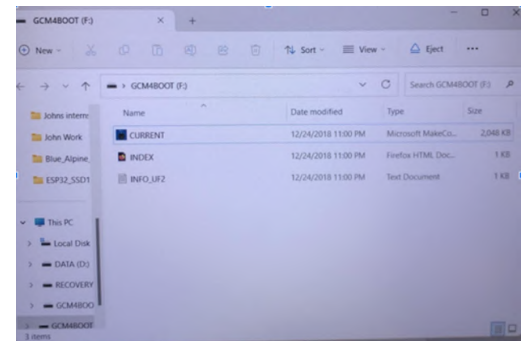 GCM4BOOT (F:)
New
Sort
View
Eject
GCM4BOOT (F:)
Search GCM4BOOT (F:)
Johns interni
John Work
Blue_Alpine_
ESP32_SSD1
This PC
Local Disk
DATA (D:)
RECOVERY
GCM4BOO
GCM4BOOT
3 items
Name Date modified Type Size
CURRENT 12/24/2018 11:00 PM Microsoft MakeCo... 2,048 KB
INDEX 12/24/2018 11:00 PM Firefox HTML Doc... 1 KB
INFO_UF2 12/24/2018 11:00 PM Text Document 1 KB